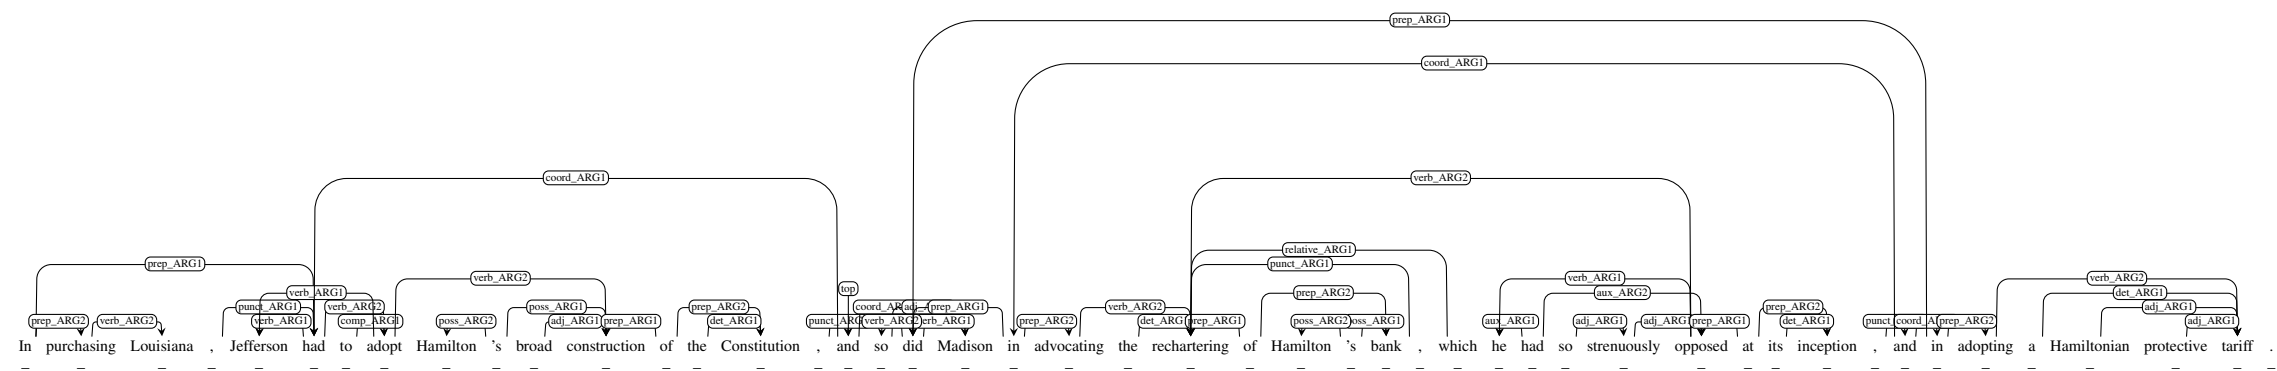 prep_ARG1
coord_ARG1
coord_ARG1 verb_ARG2
relative_ARG1
prep_ARG1 punct_ARG1
verb_ARG2 verb_ARG1 verb_ARG2
top
verb_ARG1 prep_ARG2 aux_ARG2 det_ARG1
punct_ARG1 verb_ARG2 poss_ARG1 prep_ARG2 prep_ARG1 verb_ARG2 prep_ARG2 adj_ARG1
prep_ARG2 verb_ARG2 verb_ARG1 comp_ARG1 poss_ARG2 adj_ARG1 prep_ARG1 det_ARG1 verb_ARG2 verb_ARG1 prep_ARG2 det_ARG1 prep_ARG1 poss_ARG2 poss_ARG1 aux_ARG1 adj_ARG1 adj_ARG1 prep_ARG1 det_ARG1 prep_ARG2 adj_ARG1
In purchasing Louisiana , Jefferson had to adopt Hamilton 's broad construction of the Constitution , and so did Madison in advocating the rechartering of Hamilton 's bank , which he had so strenuously opposed at its inception , and in adopting a Hamiltonian protective tariff .
_ _ _ _ _ _ _ _ _ _ _ _ _ _ _ _ _ _ _ _ _ _ _ _ _ _ _ _ _ _ _ _ _ _ _ _ _ _ _ _ _ _ _ _ _ _